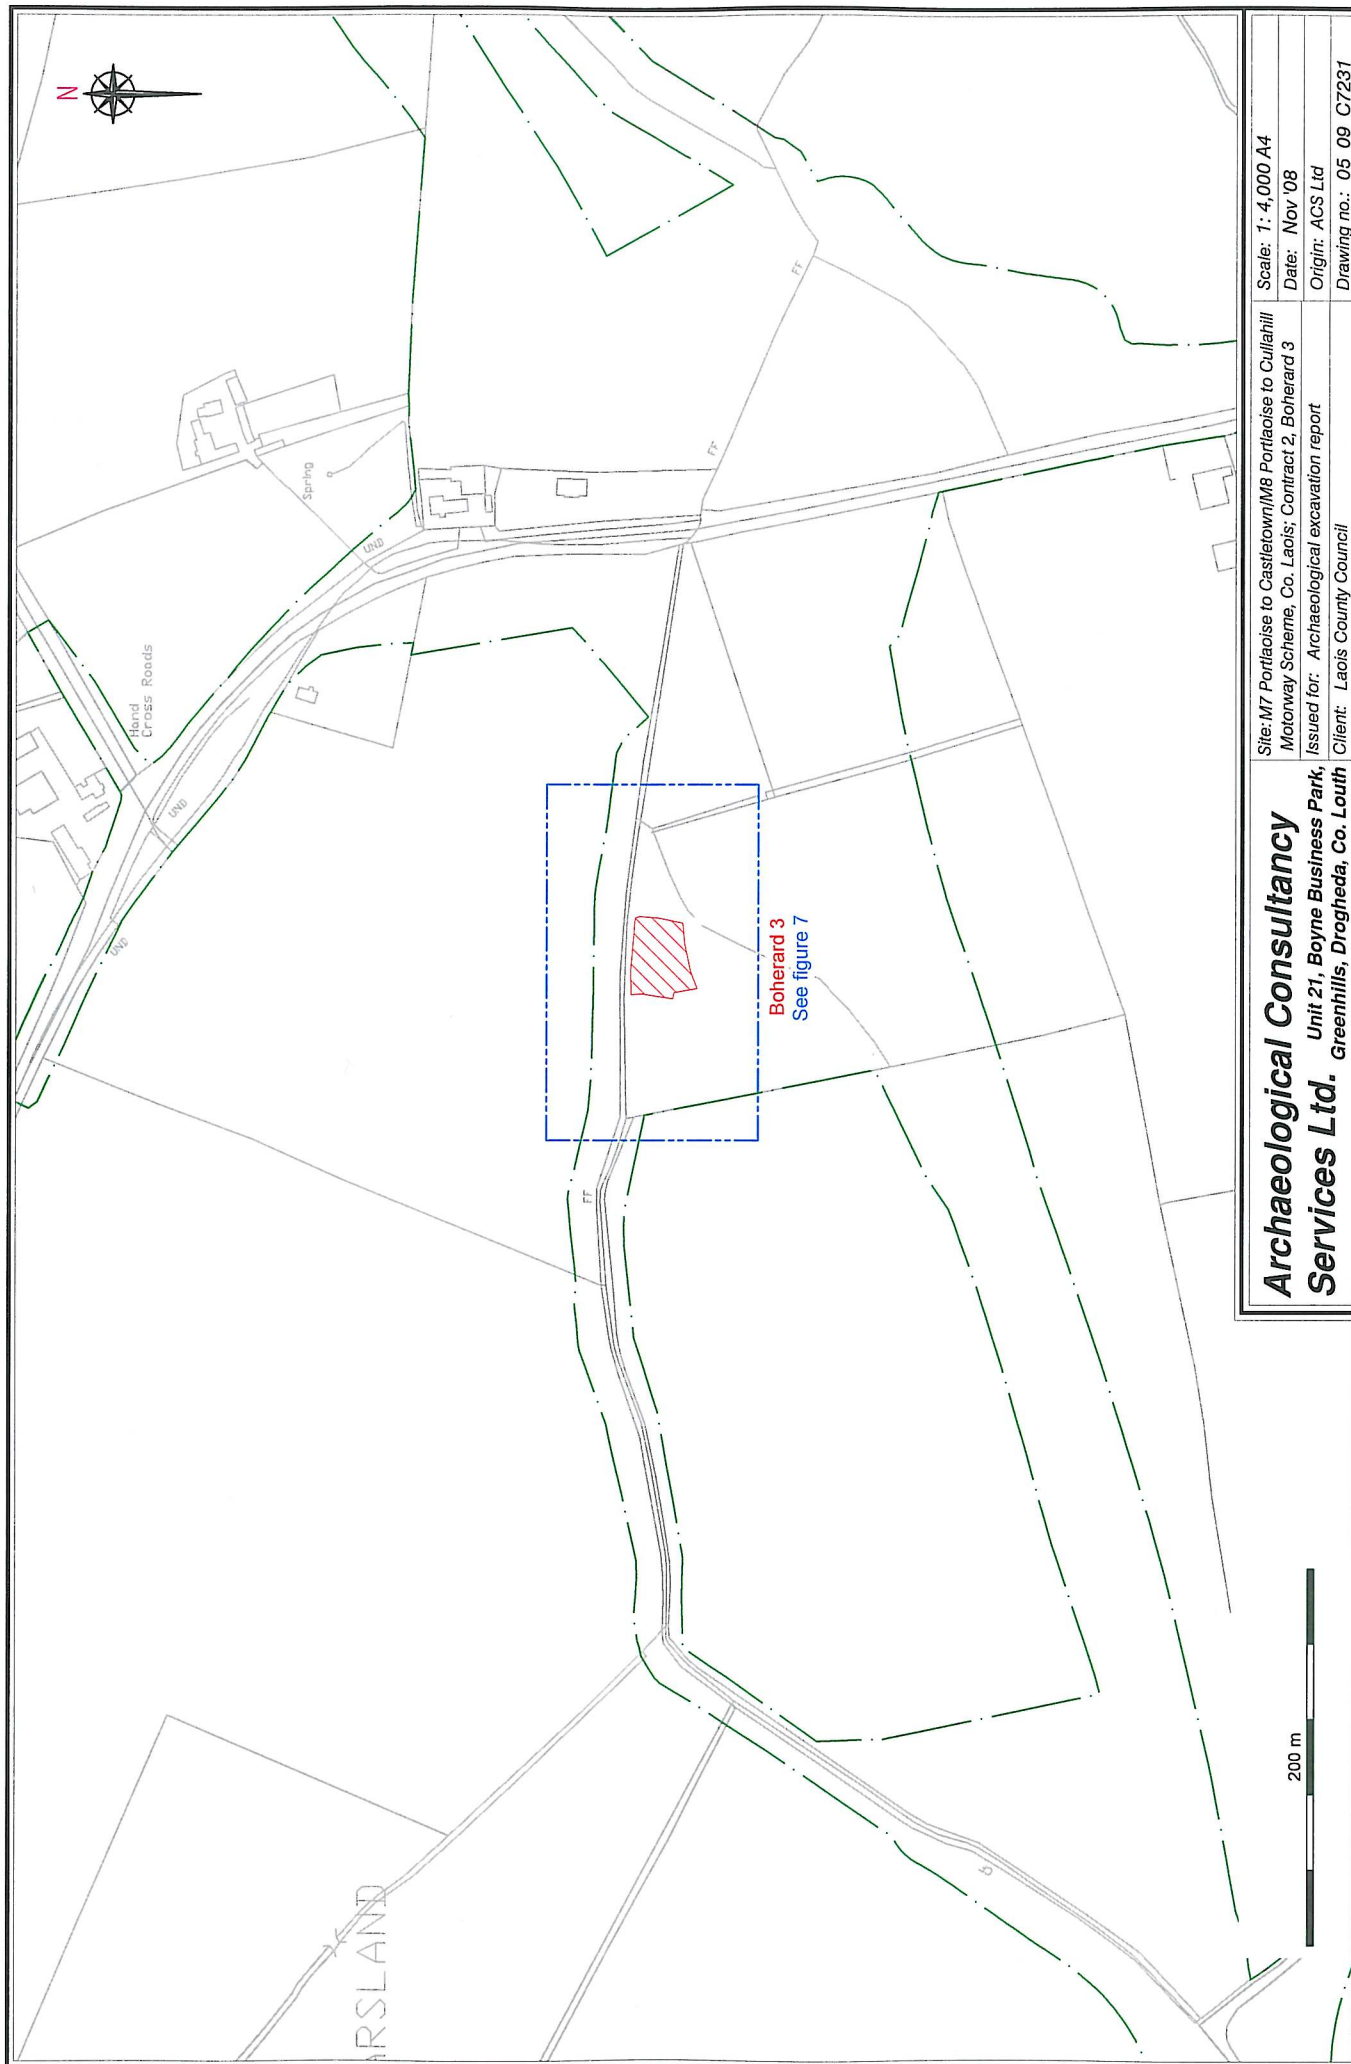 N
Spring
UND
Hand
Cross Roads
UND
UND
FF
FF
FF
Boherard 3
See figure 7
ARSLAND
200 m
Archaeological Consultancy
Services Ltd.
Unit 21, Boyne Business Park,
Greenhills, Drogheda, Co. Louth
Site: M7 Portlaoise to Castletown/M8 Portlaoise to Cullahill
Motorway Scheme, Co. Laois; Contract 2, Boherard 3
Issued for: Archaeological excavation report
Client: Laois County Council
Scale: 1: 4,000 A4
Date: Nov '08
Origin: ACS Ltd
Drawing no.: 05 09 C7231